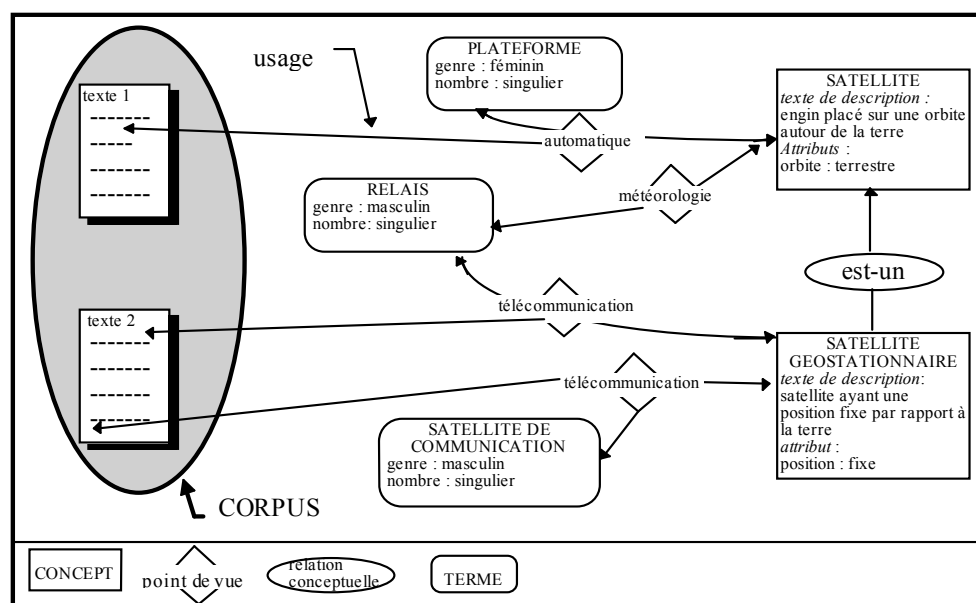 usage
texte 1
PLATEFORME
genre : féminin
nombre : singulier
automatique
SATELLITE
texte de description :
engin placé sur une orbite
autour de la terre
Attributs :
orbite : terrestre
météorologie
RELAIS
genre : masculin
nombre: singulier
est-un
télécommunication
texte 2
télécommunication
SATELLITE
GEOSTATIONNAIRE
texte de description:
satellite ayant une
position fixe par rapport à
la terre
attribut :
position : fixe
SATELLITE DE
COMMUNICATION
genre : masculin
nombre : singulier
CORPUS
CONCEPT
point de vue
relation
conceptuelle
TERME